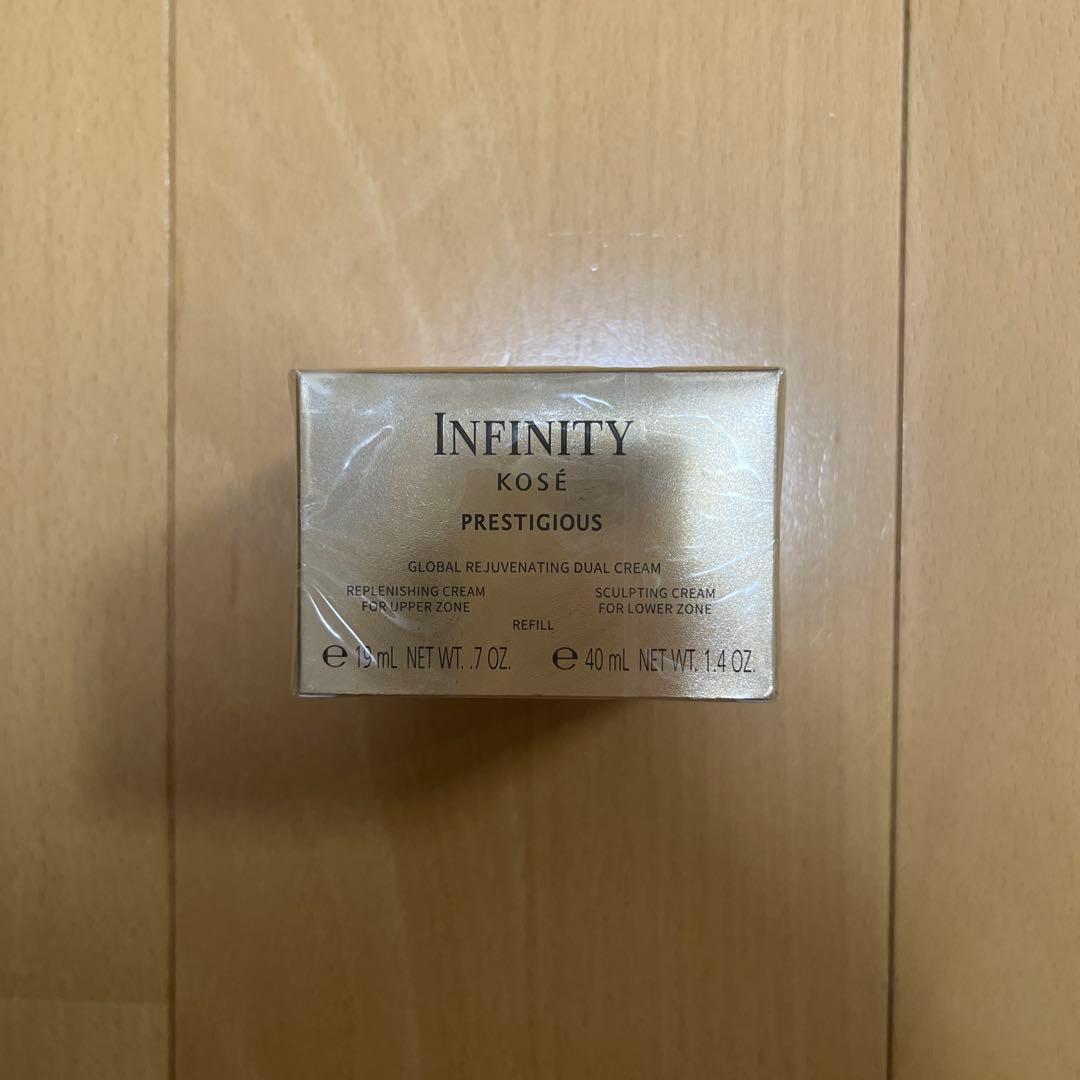 INFINITY
KOSÉ
PRESTIGIOUS
GLOBAL REJUVENATING DUAL CREAM
REPLENISHING CREAM
FOR UPPER ZONE
SCULPTING CREAM
FOR LOWER ZONE
REFILL
℮ 19 mL NET WT. .7 OZ. ℮ 40 mL NET WT. 1.4 OZ.